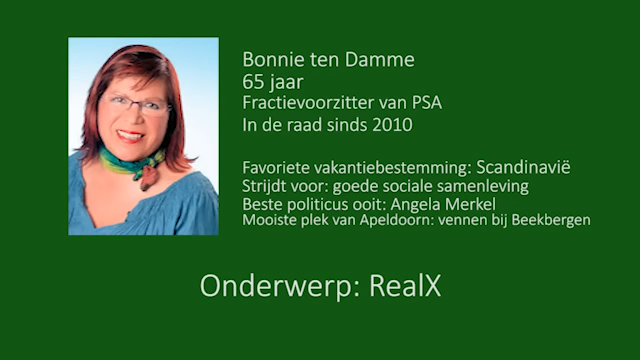 Bonnie ten Damme
65 jaar
Fractievoorzitter van PSA
In de raad sinds 2010
Favoriete vakantiebestemming: Scandinavië
Strijdt voor: goede sociale samenleving
Beste politicus ooit: Angela Merkel
Mooiste plek van Apeldoorn: vennen bij Beekbergen
Onderwerp: RealX